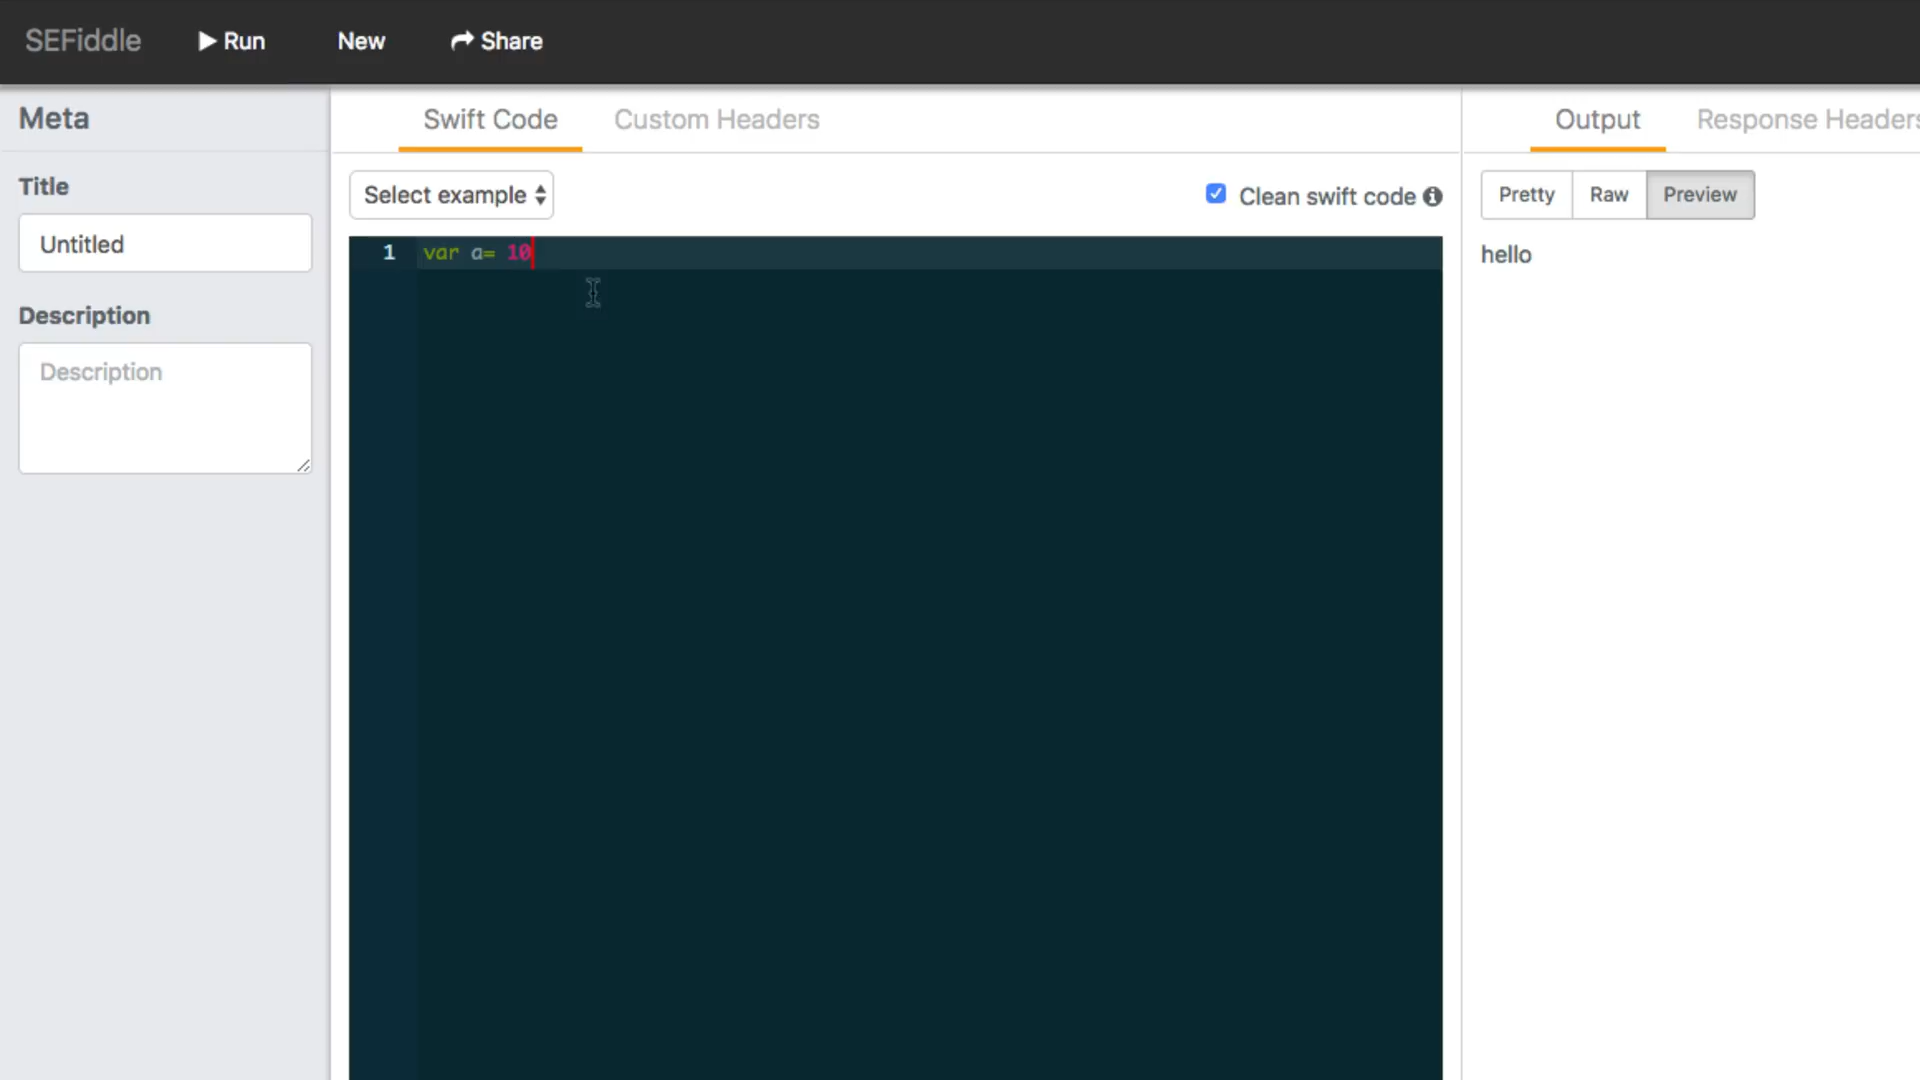 SEFiddle Run New Share
Meta
Swift Code Custom Headers
Output Response Headers
Title
Untitled
Description
Description
Select example
Clean swift code
Pretty Raw Preview
1 var a= 10
hello